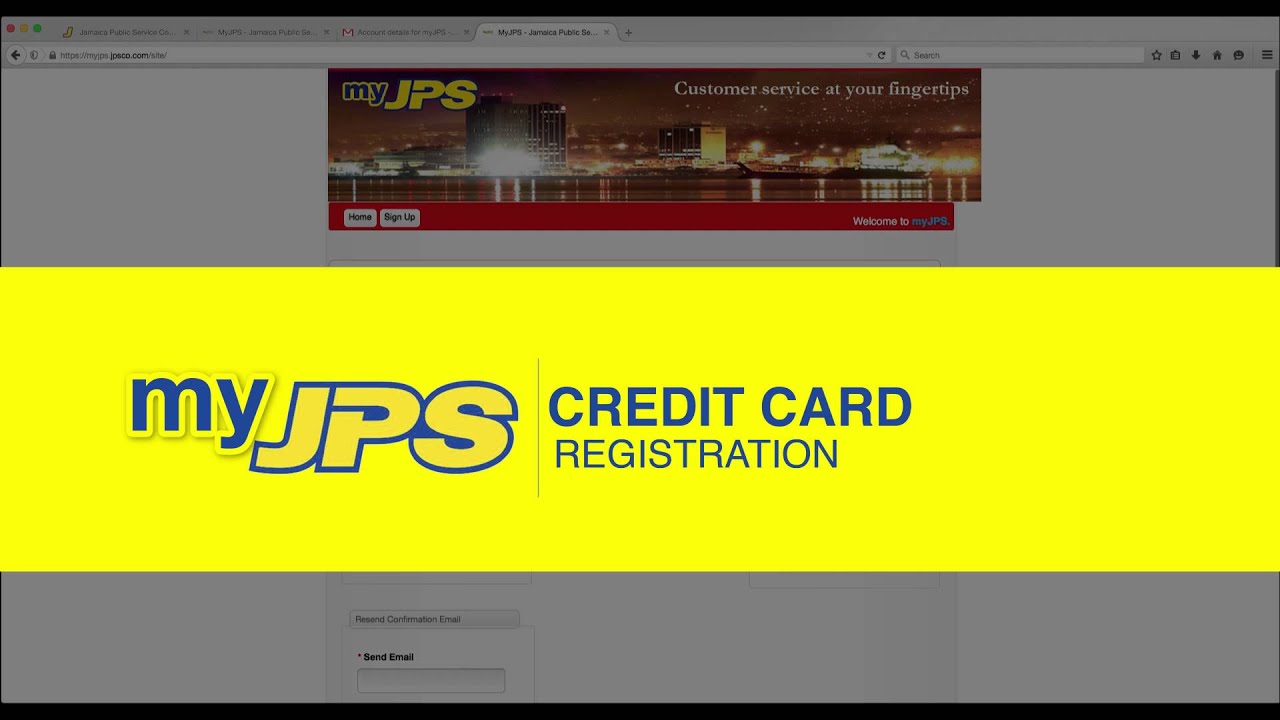 Jamaica Public Service Co...
MyJPS - Jamaica Public Se...
Account details for myJPS -...
MyJPS - Jamaica Public Se...
https://myjps.jpsco.com/site/
Search
myJPS
Customer service at your fingertips
Home
Sign Up
Welcome to myJPS.
myJPS
CREDIT CARD
REGISTRATION
Resend Confirmation Email
* Send Email